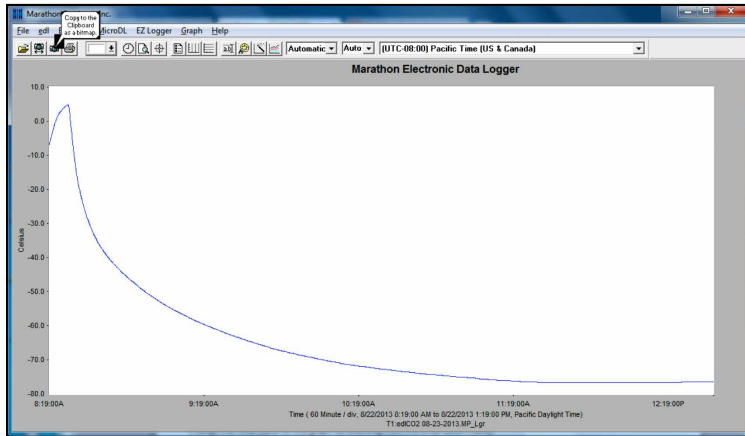 Marathon
Inc.
Copy to the
Clipboard
as a bitmap.
File edl
MicroDL EZ Logger Graph Help
Automatic Auto (UTC-08:00) Pacific Time (US & Canada)
Marathon Electronic Data Logger
10.0
0.0
-10.0
-20.0
-30.0
Celsius
-40.0
-50.0
-60.0
-70.0
-80.0
8:19:00A 9:19:00A 10:19:00A 11:19:00A 12:19:00P
Time ( 60 Minute / div, 8/22/2013 8:19:00 AM to 8/22/2013 1:19:00 PM, Pacific Daylight Time)
T1:edlCO2 08-23-2013.MP_Lgr